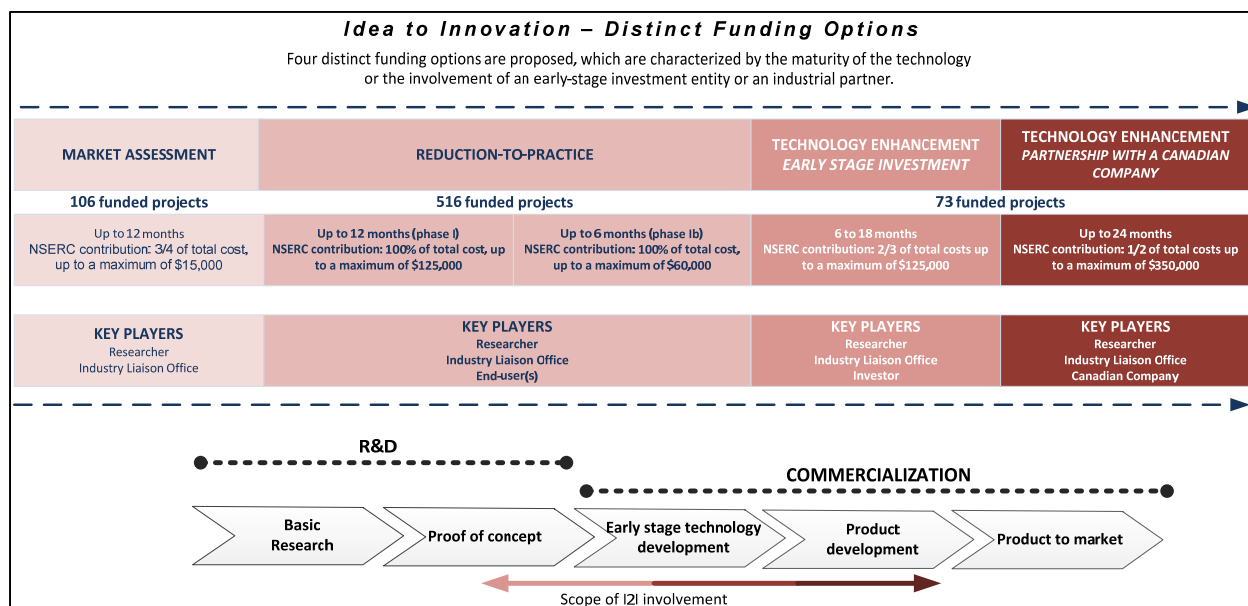 Idea to Innovation – Distinct Funding Options
Four distinct funding options are proposed, which are characterized by the maturity of the technology
or the involvement of an early-stage investment entity or an industrial partner.
MARKET ASSESSMENT
REDUCTION-TO-PRACTICE
TECHNOLOGY ENHANCEMENT
EARLY STAGE INVESTMENT
TECHNOLOGY ENHANCEMENT
PARTNERSHIP WITH A CANADIAN
COMPANY
106 funded projects
516 funded projects
73 funded projects
Up to 12 months
NSERC contribution: 3/4 of total cost,
up to a maximum of $15,000
Up to 12 months (phase I)
NSERC contribution: 100% of total cost, up
to a maximum of $125,000
Up to 6 months (phase Ib)
NSERC contribution: 100% of total cost,
up to a maximum of $60,000
6 to 18 months
NSERC contribution: 2/3 of total costs up
to a maximum of $125,000
Up to 24 months
NSERC contribution: 1/2 of total costs up
to a maximum of $350,000
KEY PLAYERS
Researcher
Industry Liaison Office
KEY PLAYERS
Researcher
Industry Liaison Office
End-user(s)
KEY PLAYERS
Researcher
Industry Liaison Office
Investor
KEY PLAYERS
Researcher
Industry Liaison Office
Canadian Company
R&D
COMMERCIALIZATION
Basic
Research
Proof of concept
Early stage technology
development
Product
development
Product to market
Scope of I2I involvement